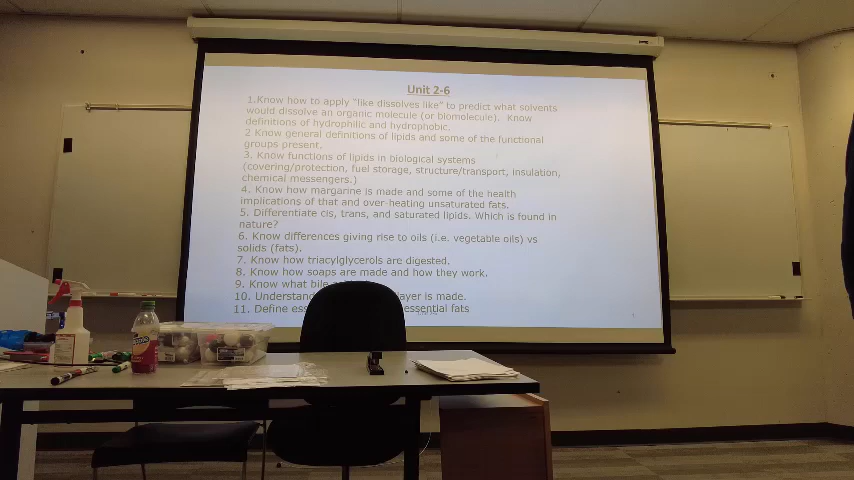 Unit 2-6
1.Know how to apply "like dissolves like" to predict what solvents
would dissolve an organic molecule (or biomolecule). Know
definitions of hydrophilic and hydrophobic.
2.Know general definitions of lipids and some of the functional
groups present.
3. Know functions of lipids in biological systems
(covering/protection, fuel storage, structure/transport, insulation,
chemical messengers.)
4. Know how margarine is made and some of the health
implications of that and over-heating unsaturated fats.
5. Differentiate cis, trans, and saturated lipids. Which is found in
nature?
6. Know differences giving rise to oils (i.e. vegetable oils) vs
solids (fats).
7. Know how triacylglycerols are digested.
8. Know how soaps are made and how they work.
9. Know what bile
10. Understand layer is made.
11. Define essential fats